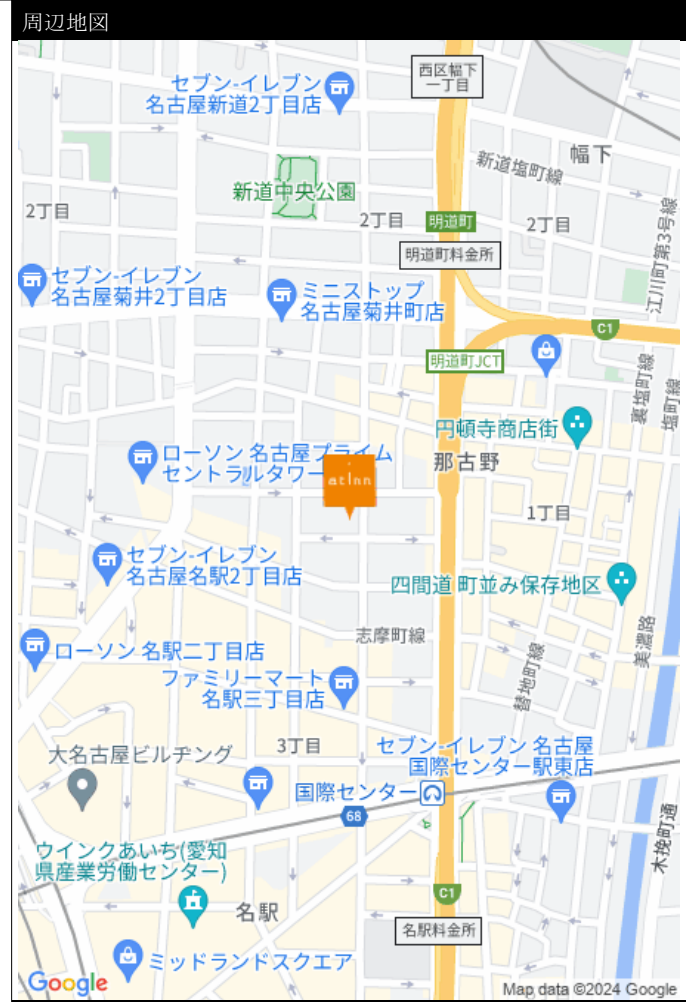 周辺地図
西区幅下
一丁目
セブン-イレブン
名古屋新道2丁目店
幅下
新道塩町線
新道中央公園
2丁目
2丁目
明道町
2丁目
江川町第3号線
明道町料金所
セブン-イレブン
名古屋菊井2丁目店
ミニストップ
名古屋菊井町店
C1
明道町JCT
裏塩町線
塩町線
円頓寺商店街
ローソン 名古屋プライム
セントラルタワー
那古野
at inn
1丁目
セブン-イレブン
名古屋名駅2丁目店
四間道 町並み保存地区
志摩町線
美濃路
ローソン 名駅二丁目店
替地町線
ファミリーマート
名駅三丁目店
3丁目
大名古屋ビルヂング
セブン-イレブン 名古屋
国際センター駅東店
国際センター
68
木挽町通
ウインクあいち(愛知
県産業労働センター)
C1
名駅
名駅料金所
ミッドランドスクエア
Google
Map data ©2024 Google